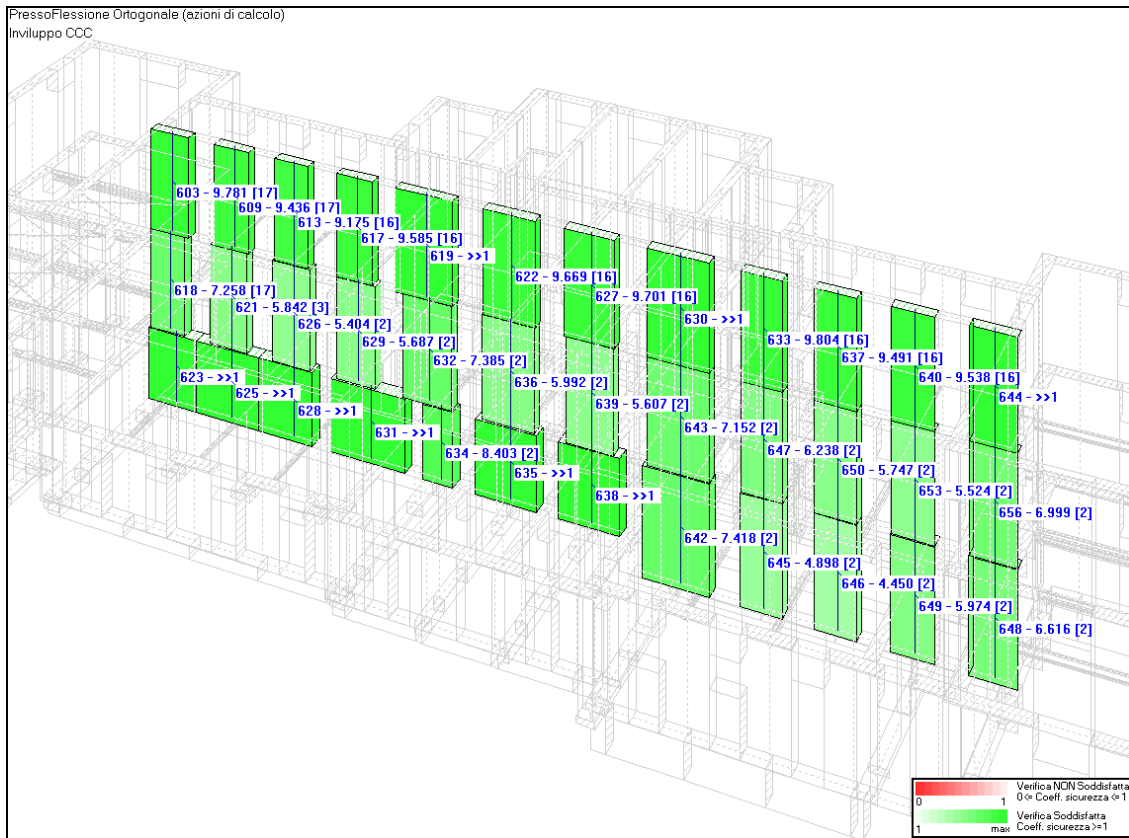 PressoFlessione Ortogonale (azioni di calcolo)
Inviluppo CCC
603 - 9.781 [17]
609 - 9.436 [17]
613 - 9.175 [16]
617 - 9.585 [16]
619 - >>1
622 - 9.669 [16]
627 - 9.701 [16]
630 - >>1
633 - 9.804 [16]
637 - 9.491 [16]
640 - 9.538 [16]
644 - >>1
618 - 7.258 [17]
621 - 5.842 [3]
626 - 5.404 [2]
629 - 5.687 [2]
632 - 7.385 [2]
636 - 5.992 [2]
639 - 5.607 [2]
643 - 7.152 [2]
647 - 6.238 [2]
650 - 5.747 [2]
653 - 5.524 [2]
656 - 6.999 [2]
623 - >>1
625 - >>1
628 - >>1
631 - >>1
634 - 8.403 [2]
635 - >>1
638 - >>1
642 - 7.418 [2]
645 - 4.898 [2]
646 - 4.450 [2]
649 - 5.974 [2]
648 - 6.616 [2]
Verifica NON Soddisfatta
0 <= Coeff. sicurezza <=1
0 1
Verifica Soddisfatta
Coeff. sicurezza >=1
1 max